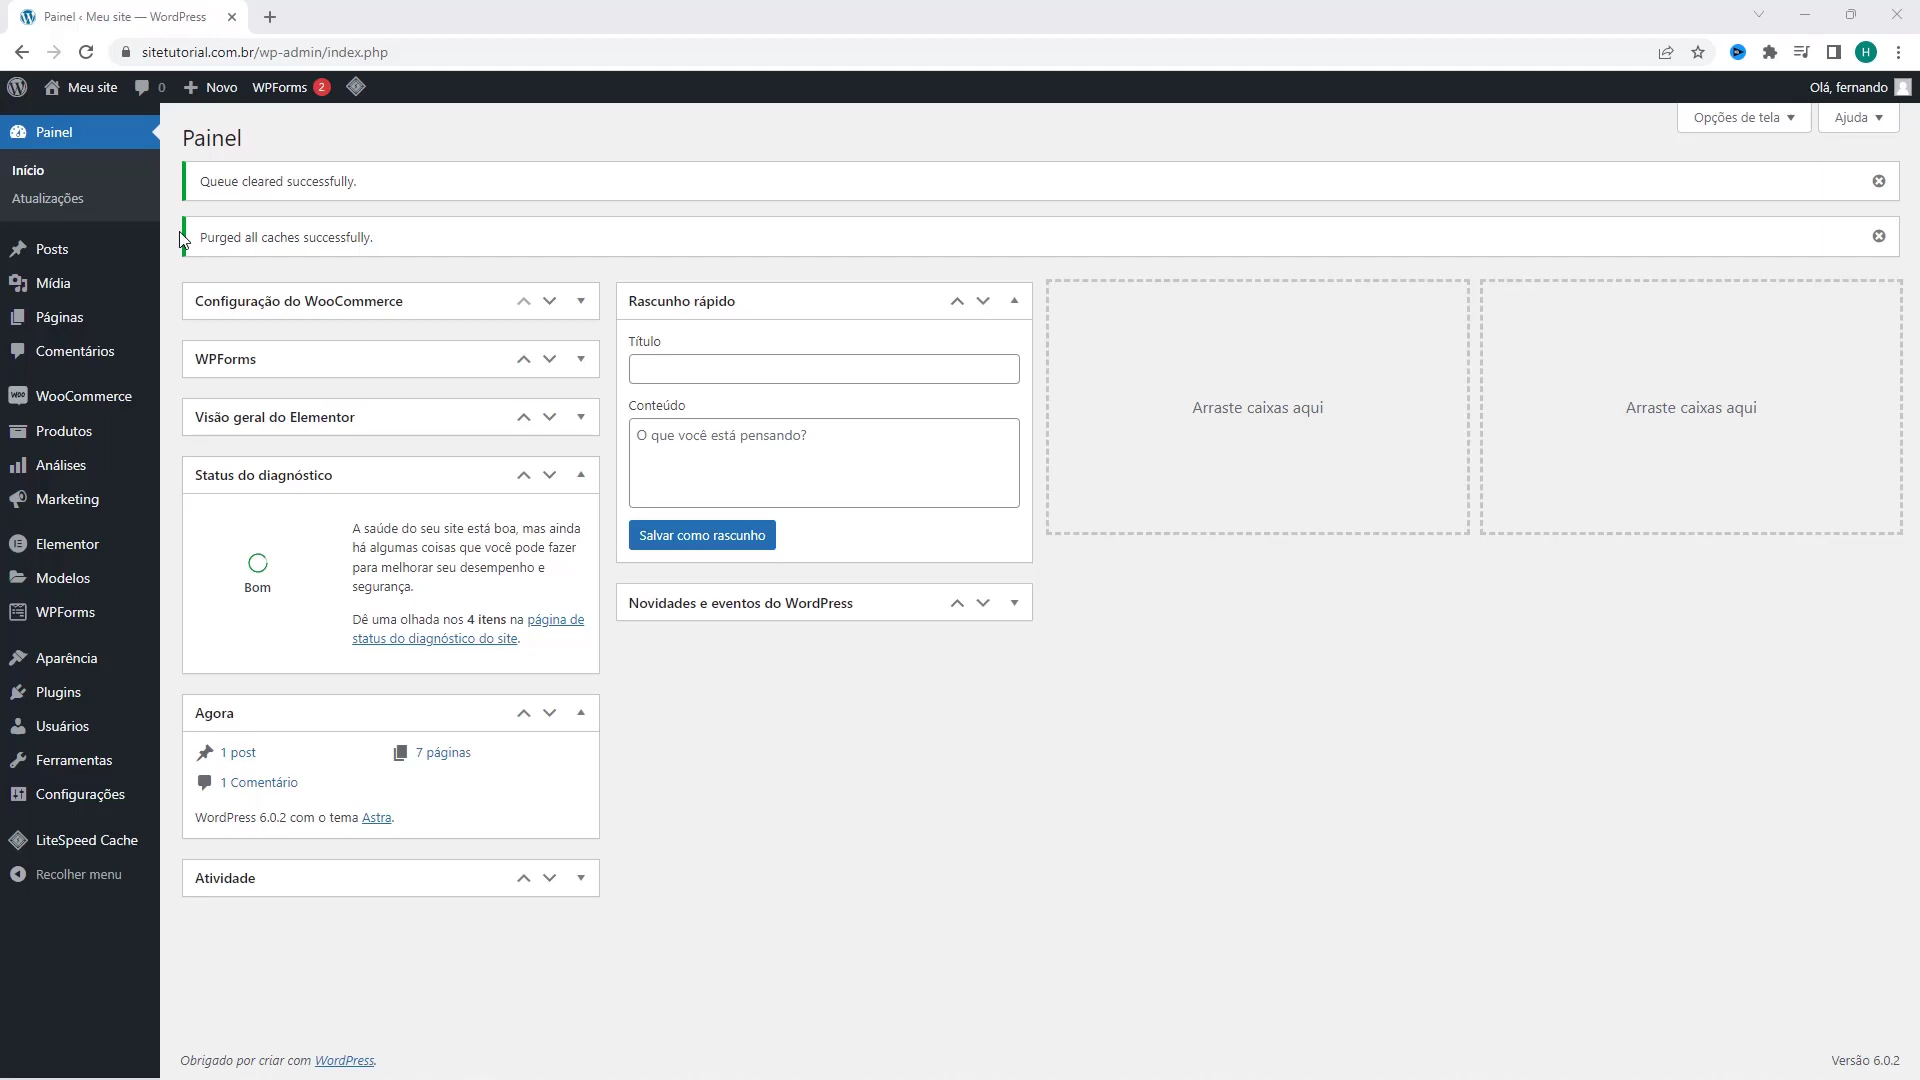 Painel ‹ Meu site — WordPress
sitetutorial.com.br/wp-admin/index.php
H
Meu site
0
Novo
WPForms 2
Olá, fernando
Painel
Início
Atualizações
Posts
Mídia
Páginas
Comentários
WooCommerce
Produtos
Análises
Marketing
Elementor
Modelos
WPForms
Aparência
Plugins
Usuários
Ferramentas
Configurações
LiteSpeed Cache
Recolher menu
Opções de tela
Ajuda
Painel
Queue cleared successfully.
Purged all caches successfully.
Configuração do WooCommerce
WPForms
Visão geral do Elementor
Status do diagnóstico
Bom
A saúde do seu site está boa, mas ainda
há algumas coisas que você pode fazer
para melhorar seu desempenho e
segurança.
Dê uma olhada nos 4 itens na página de
status do diagnóstico do site.
Agora
1 post
7 páginas
1 Comentário
WordPress 6.0.2 com o tema Astra.
Atividade
Rascunho rápido
Título
Conteúdo
O que você está pensando?
Salvar como rascunho
Novidades e eventos do WordPress
Arraste caixas aqui
Arraste caixas aqui
Obrigado por criar com WordPress.
Versão 6.0.2